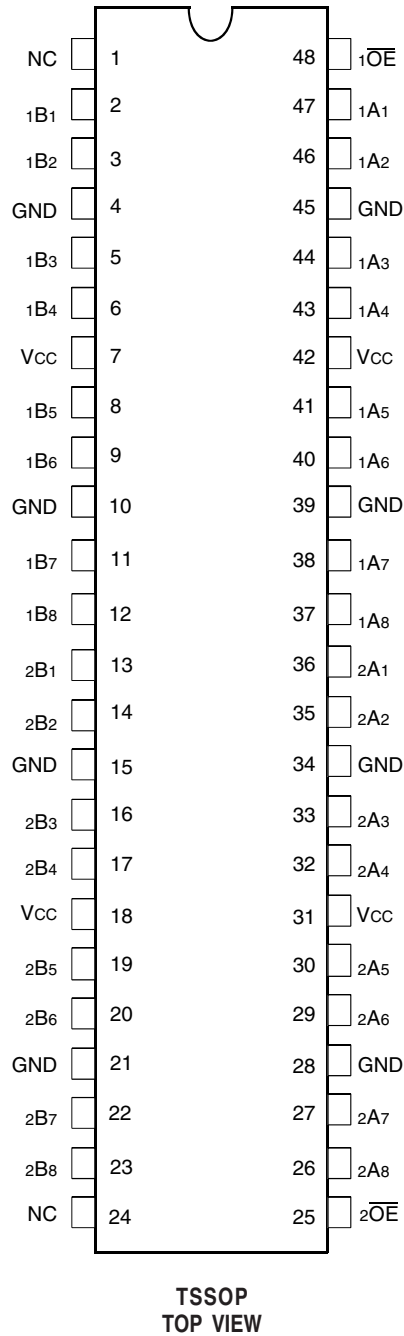 NC 1 48 1OE
1B1 2 47 1A1
1B2 3 46 1A2
GND 4 45 GND
1B3 5 44 1A3
1B4 6 43 1A4
VCC 7 42 VCC
1B5 8 41 1A5
1B6 9 40 1A6
GND 10 39 GND
1B7 11 38 1A7
1B8 12 37 1A8
2B1 13 36 2A1
2B2 14 35 2A2
GND 15 34 GND
2B3 16 33 2A3
2B4 17 32 2A4
VCC 18 31 VCC
2B5 19 30 2A5
2B6 20 29 2A6
GND 21 28 GND
2B7 22 27 2A7
2B8 23 26 2A8
NC 24 25 2OE
TSSOP
TOP VIEW